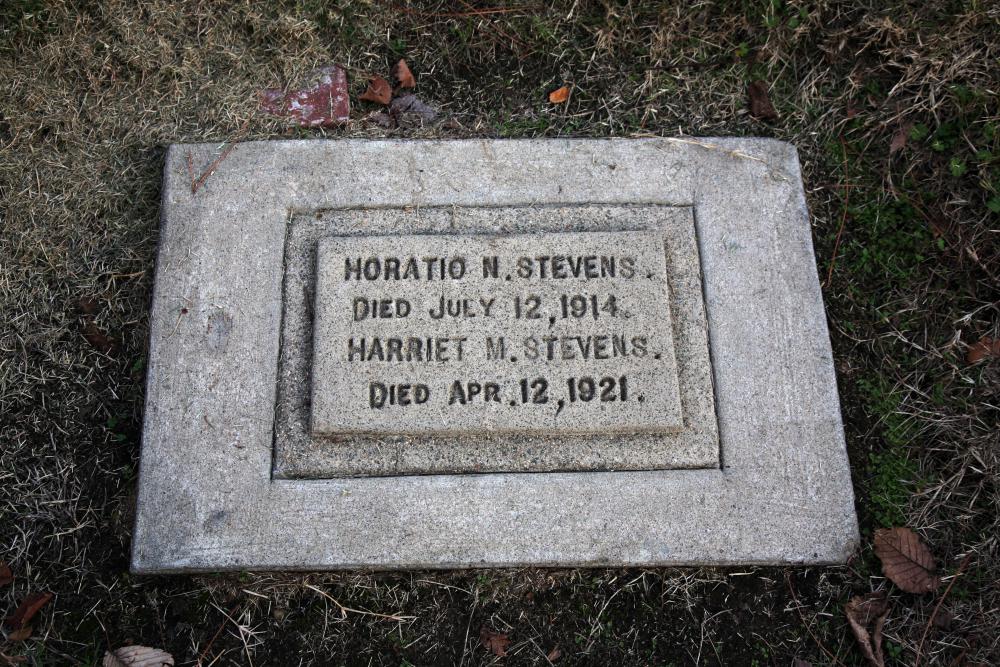 HORATIO N. STEVENS.
DIED JULY 12, 1914.
HARRIET M. STEVENS.
DIED APR. 12, 1921.